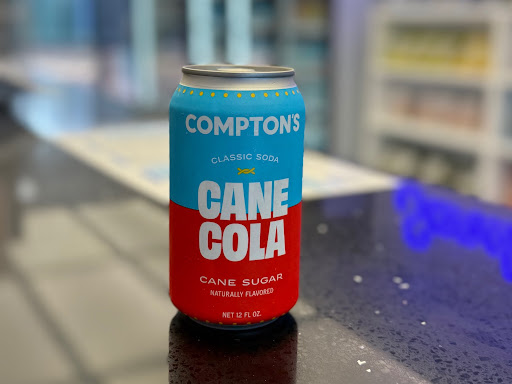 COMPTON'S
CLASSIC SODA
CANE
COLA
CANE SUGAR
NATURALLY FLAVORED
NET 12 FL OZ.